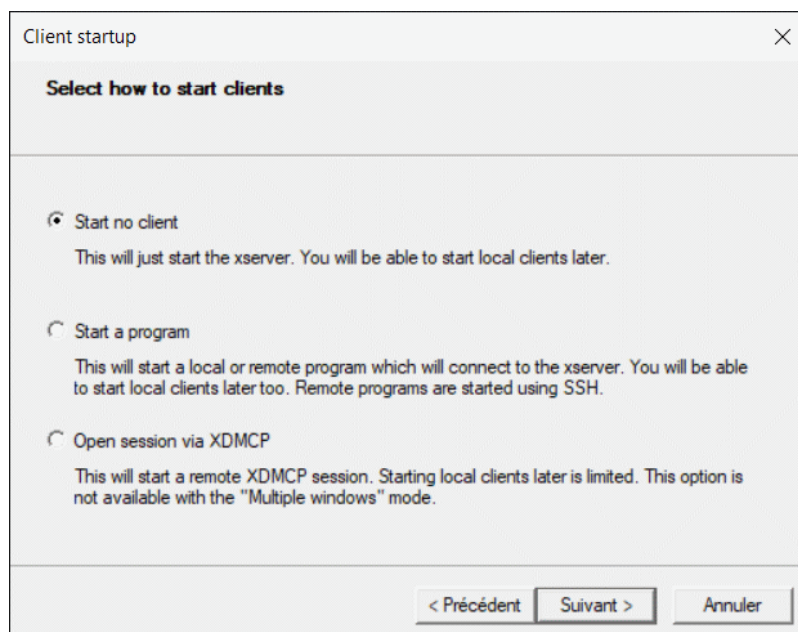 Client startup
Select how to start clients
Start no client
This will just start the xserver. You will be able to start local clients later.
Start a program
This will start a local or remote program which will connect to the xserver. You will be able
to start local clients later too. Remote programs are started using SSH.
Open session via XDMCP
This will start a remote XDMCP session. Starting local clients later is limited. This option is
not available with the "Multiple windows" mode.
< Précédent Suivant > Annuler